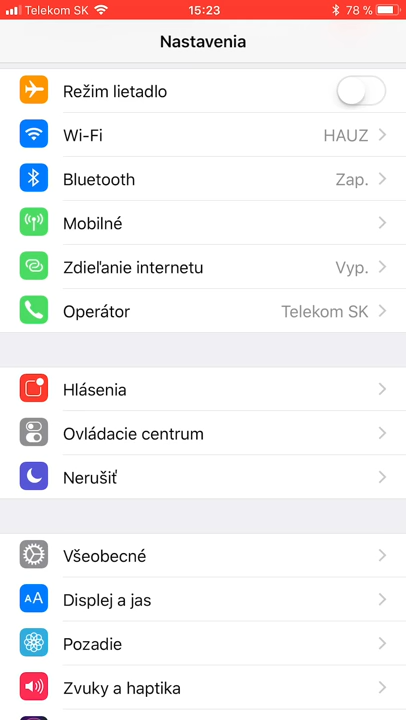 Telekom SK 15:23 78 %
Nastavenia
Režim lietadlo
Wi-Fi HAUZ
Bluetooth Zap.
Mobilné
Zdieľanie internetu Vyp.
Operátor Telekom SK
Hlásenia
Ovládacie centrum
Nerušiť
Všeobecné
AA Displej a jas
Pozadie
Zvuky a haptika